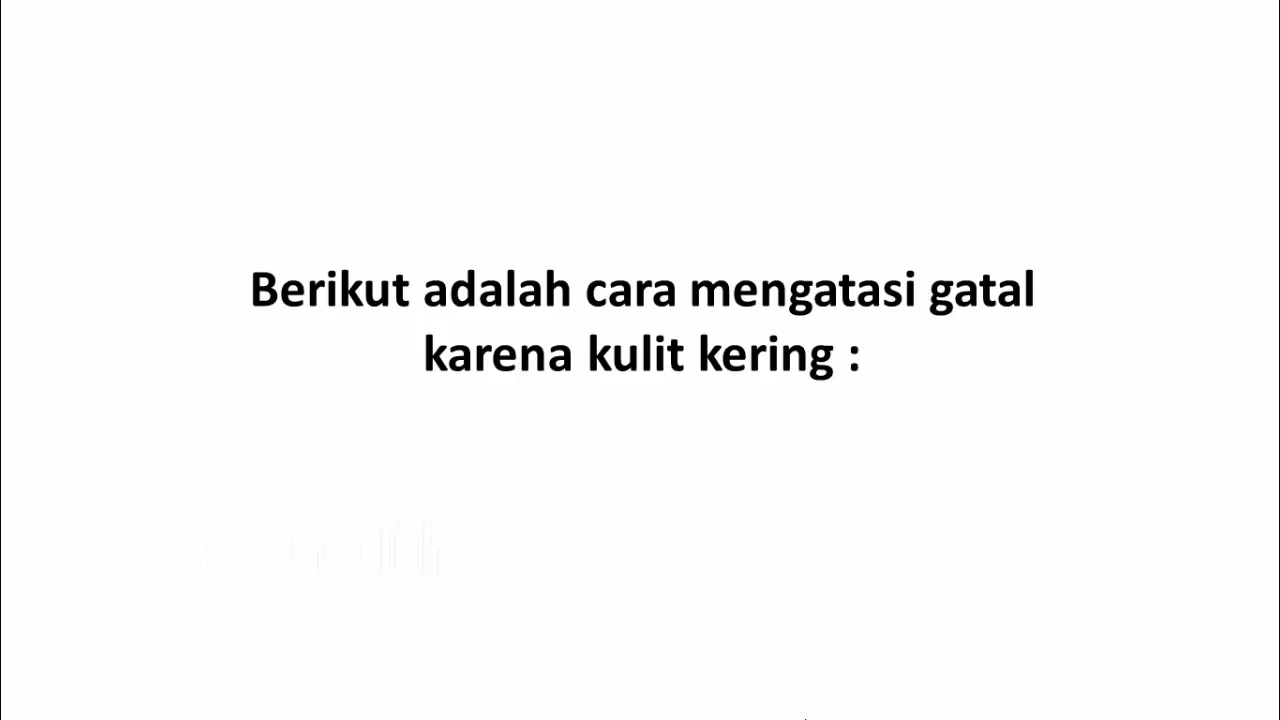 Berikut adalah cara mengatasi gatal
karena kulit kering :